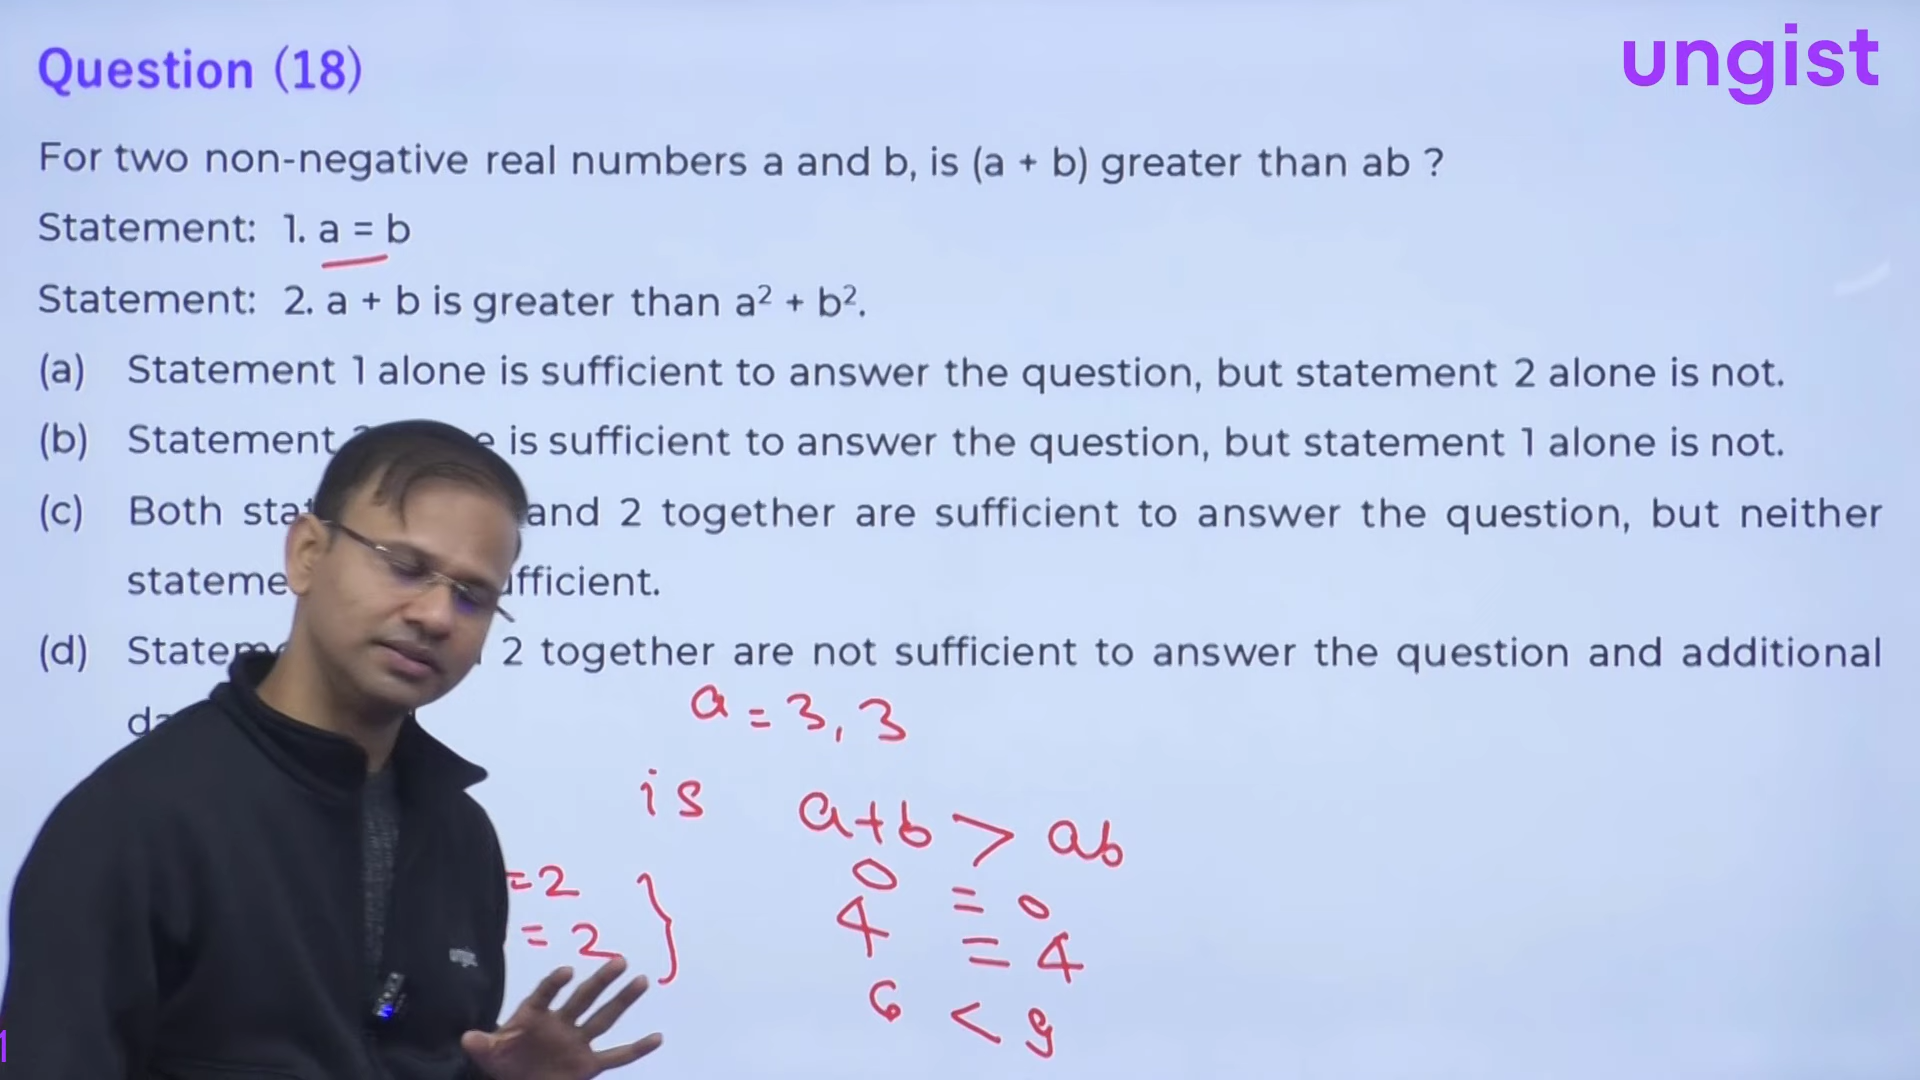 Question (18)
ungist
For two non-negative real numbers a and b, is (a + b) greater than ab ?
Statement: 1. a = b
Statement: 2. a + b is greater than a² + b².
(a) Statement 1 alone is sufficient to answer the question, but statement 2 alone is not.
(b) Statement is sufficient to answer the question, but statement 1 alone is not.
(c) Both and 2 together are sufficient to answer the question, but neither
(d) 2 together are not sufficient to answer the question and additional
a = 3, 3
is a+b > ab
0 = 0
=2
4 = 4
= 2
6 < 9
ungist
1